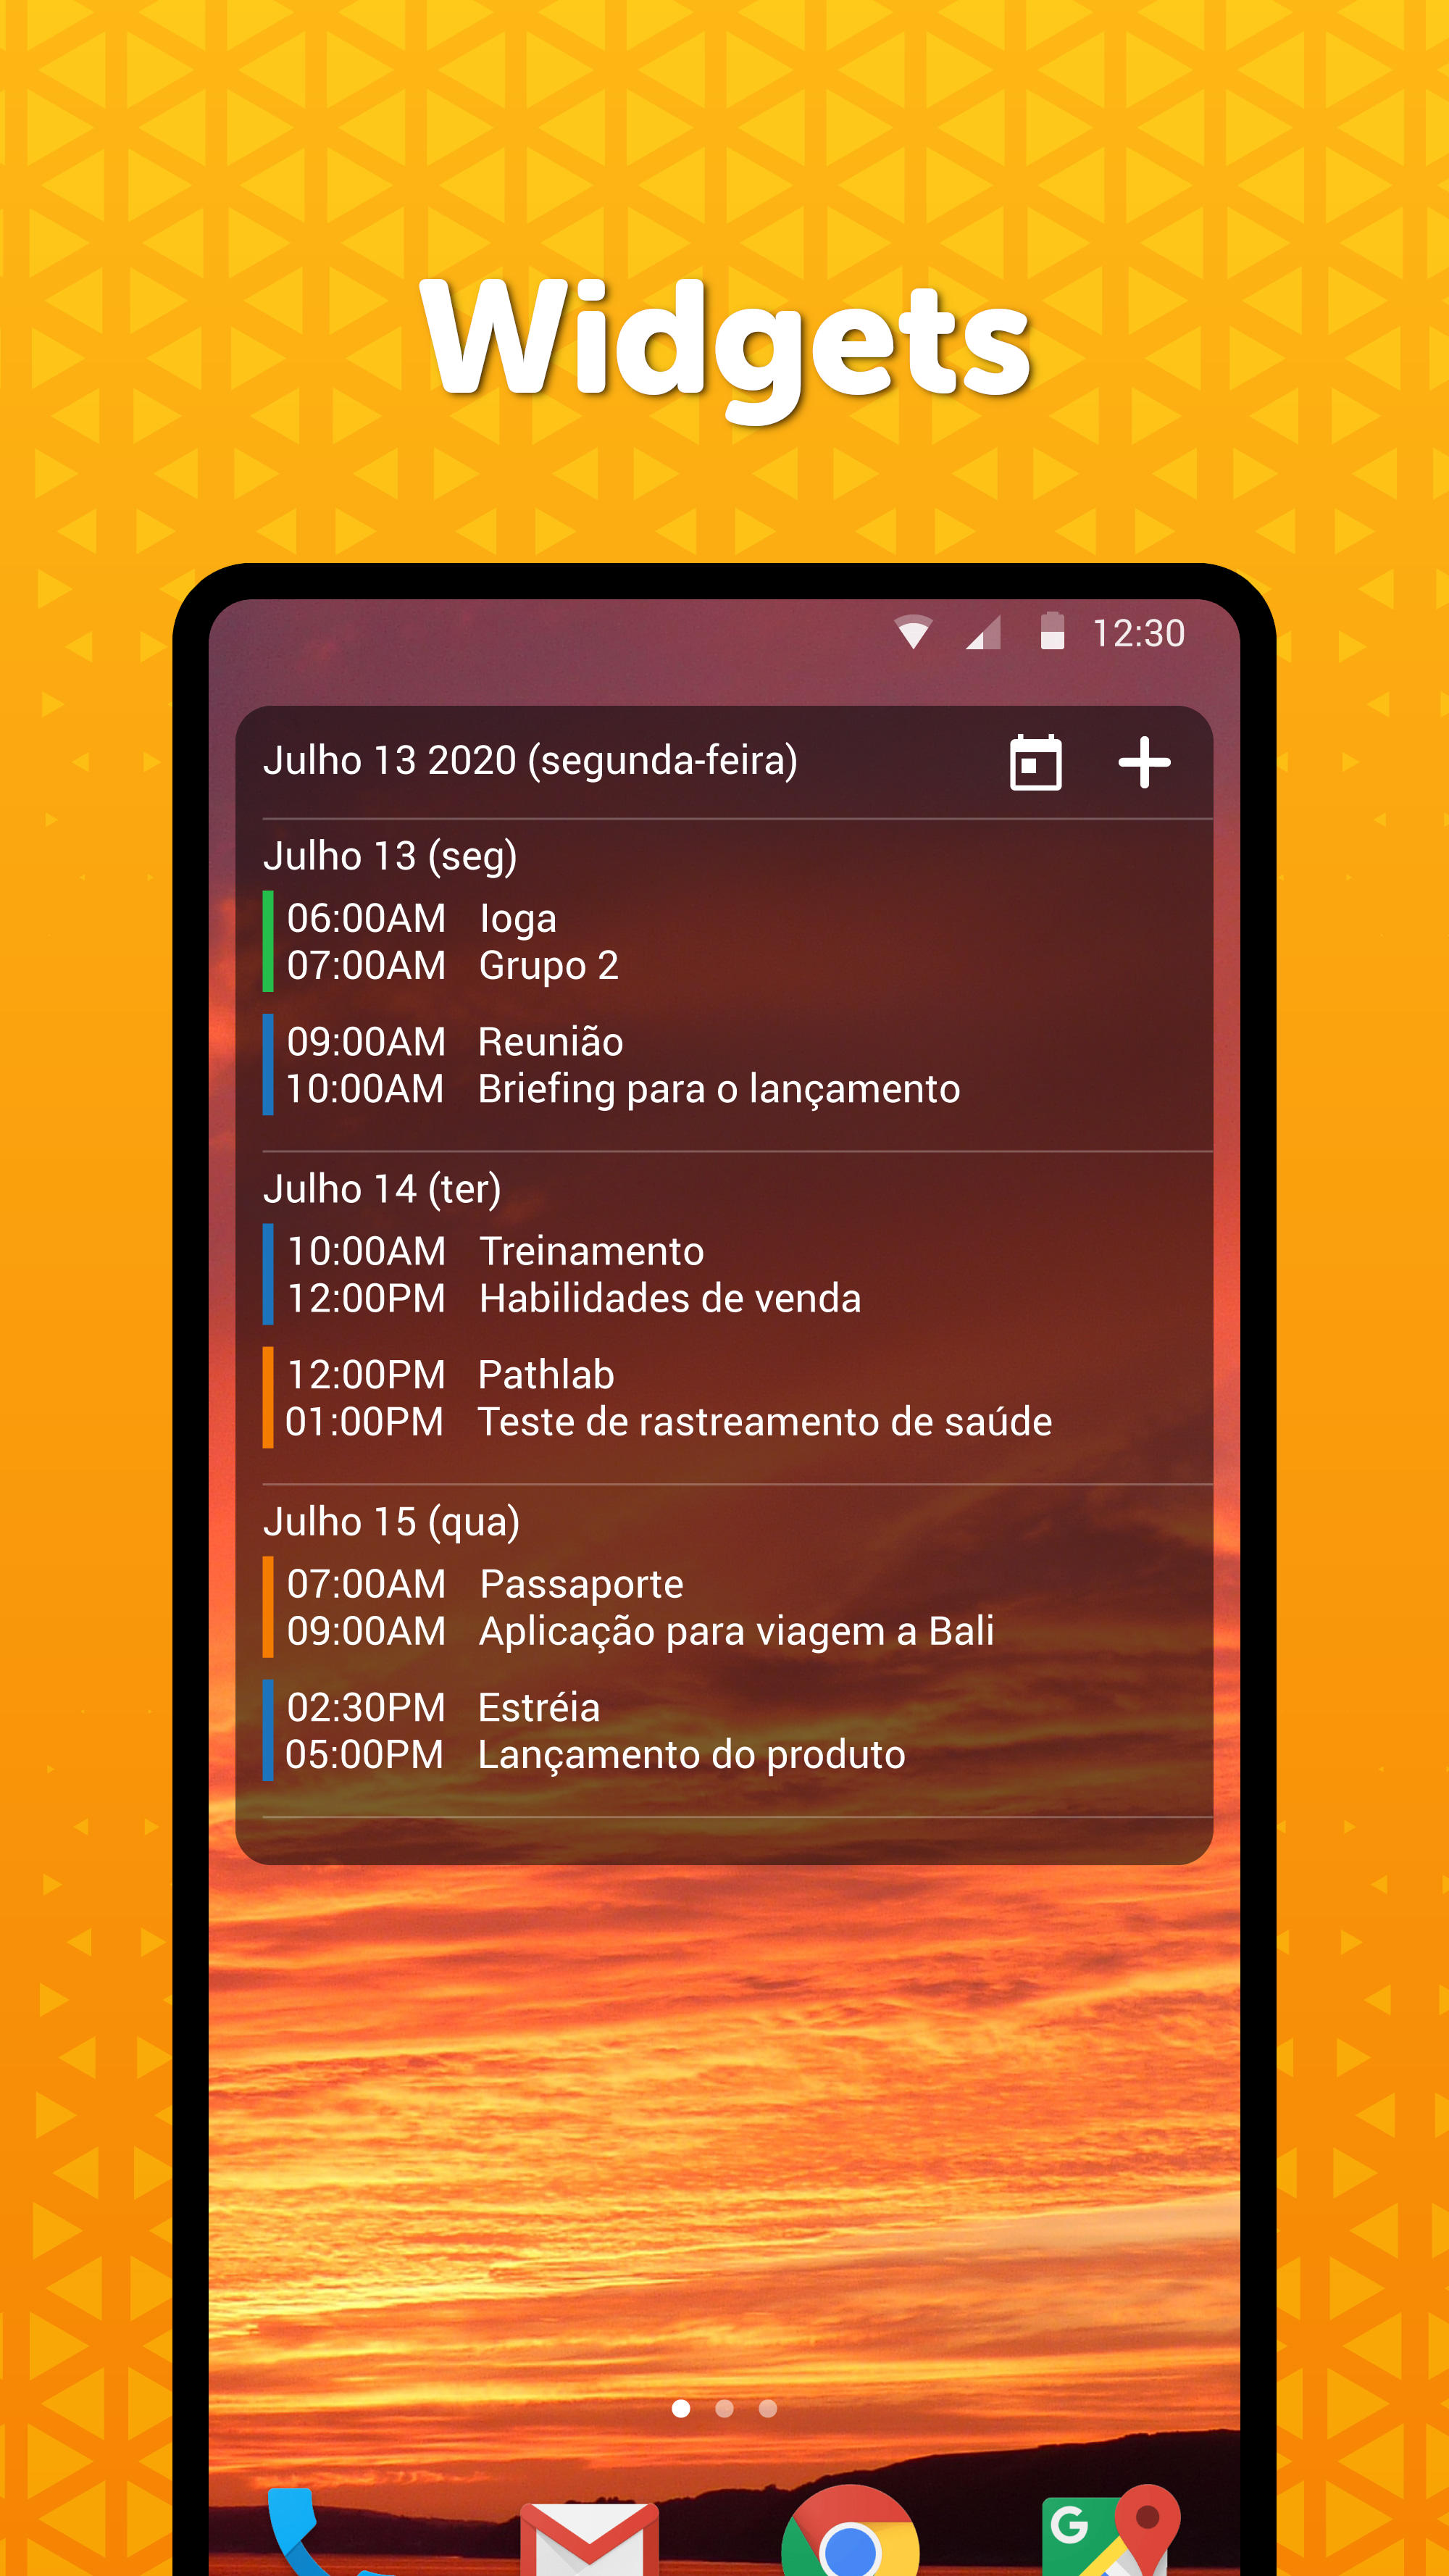 Widgets
12:30
Julho 13 2020 (segunda-feira)
Julho 13 (seg)
06:00AM Ioga
07:00AM Grupo 2
09:00AM Reunião
10:00AM Briefing para o lançamento
Julho 14 (ter)
10:00AM Treinamento
12:00PM Habilidades de venda
12:00PM Pathlab
01:00PM Teste de rastreamento de saúde
Julho 15 (qua)
07:00AM Passaporte
09:00AM Aplicação para viagem a Bali
02:30PM Estréia
05:00PM Lançamento do produto
G